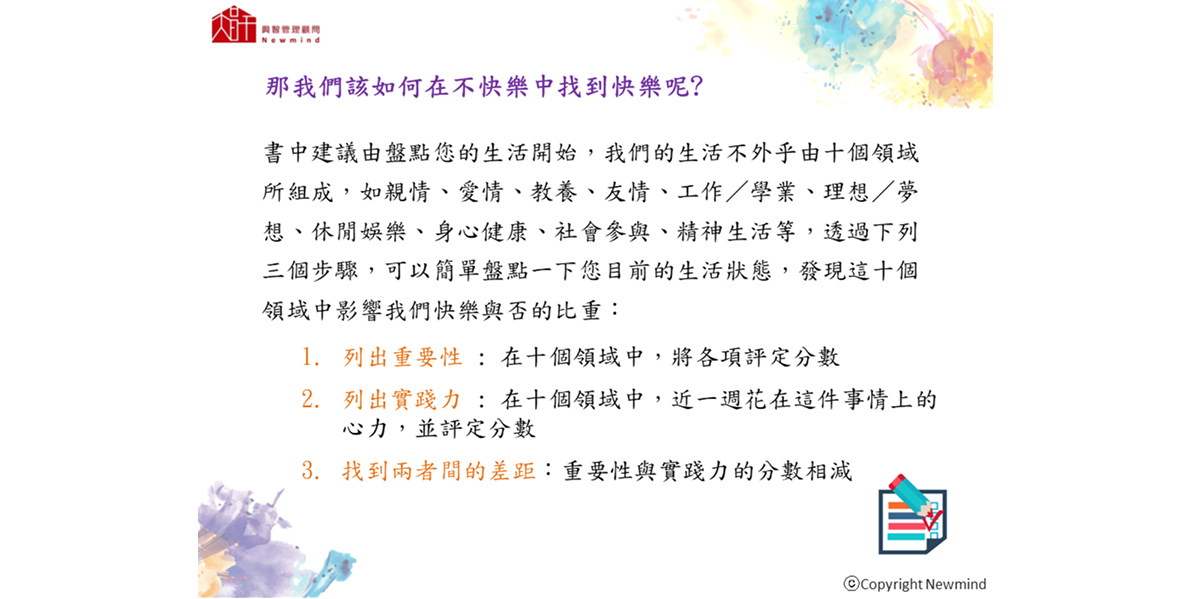 興智管理顧問
Newmind
那我們該如何在不快樂中找到快樂呢?
書中建議由盤點您的生活開始，我們的生活不外乎由十個領域
所組成，如親情、愛情、教養、友情、工作／學業、理想／夢
想、休閒娛樂、身心健康、社會參與、精神生活等，透過下列
三個步驟，可以簡單盤點一下您目前的生活狀態，發現這十個
領域中影響我們快樂與否的比重：
1. 列出重要性 : 在十個領域中，將各項評定分數
2. 列出實踐力 : 在十個領域中，近一週花在這件事情上的
心力，並評定分數
3. 找到兩者間的差距：重要性與實踐力的分數相減
ⓒCopyright Newmind